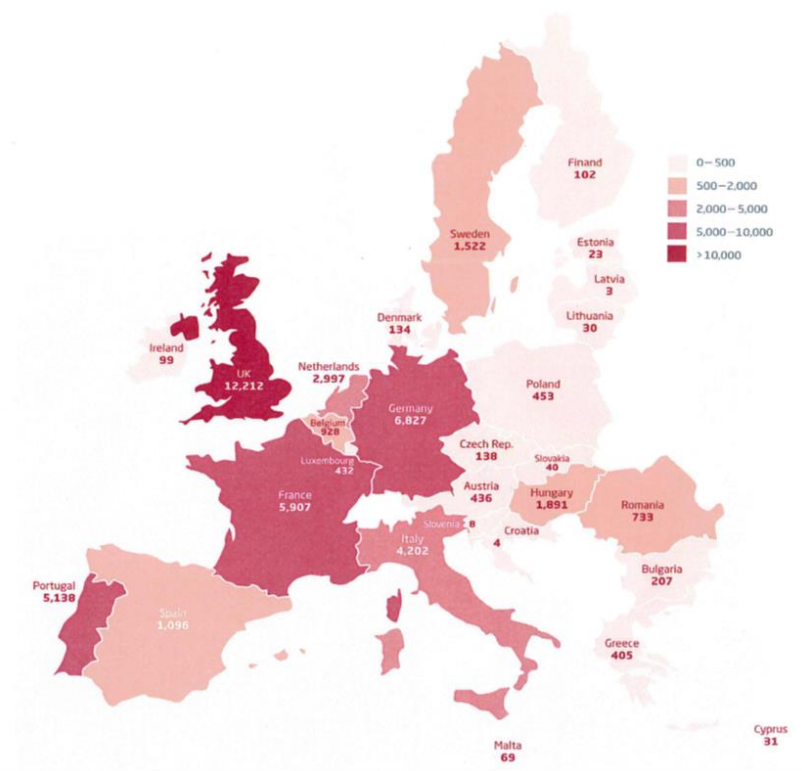 Finand
102
0–500
500–2,000
2,000–5,000
5,000–10,000
>10,000
Sweden
1,522
Estonia
23
Latvia
3
Lithuania
30
Denmark
134
Ireland
99
UK
12,212
Netherlands
2,997
Germany
6,827
Poland
453
Belgium
928
Czech Rep.
138
Luxembourg
432
Slovakia
40
Austria
436
Hungary
1,891
France
5,907
Romania
733
Slovenia
8
Croatia
4
Italy
4,202
Bulgaria
207
Portugal
5,138
Spain
1,096
Greece
405
Cyprus
31
Malta
69